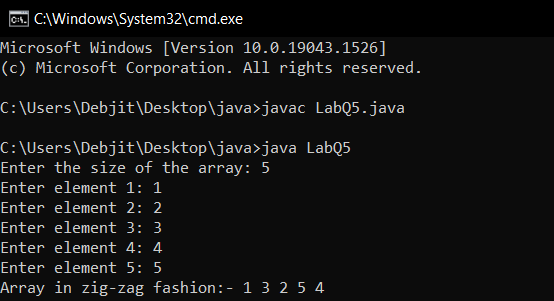 C:\Windows\System32\cmd.exe
Microsoft Windows [Version 10.0.19043.1526]
(c) Microsoft Corporation. All rights reserved.
C:\Users\Debjit\Desktop\java>javac LabQ5.java
C:\Users\Debjit\Desktop\java>java LabQ5
Enter the size of the array: 5
Enter element 1: 1
Enter element 2: 2
Enter element 3: 3
Enter element 4: 4
Enter element 5: 5
Array in zig-zag fashion:- 1 3 2 5 4